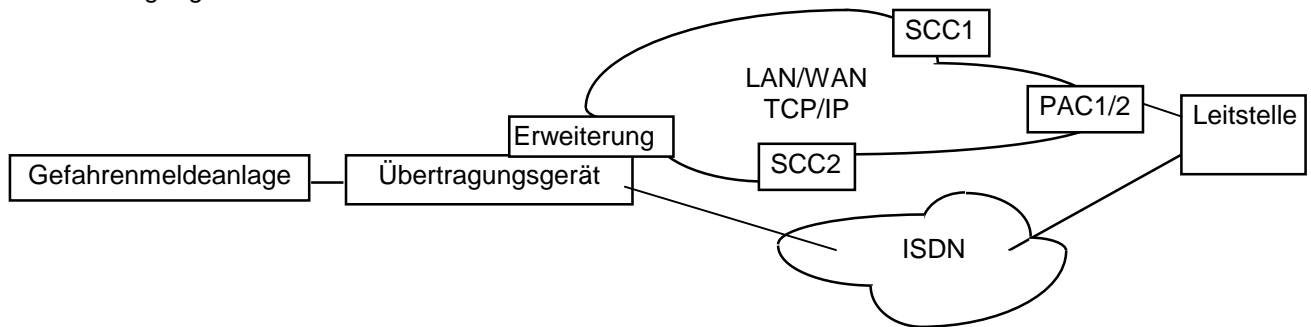 SCC1
LAN/WAN
TCP/IP
PAC1/2
Leitstelle
Erweiterung
SCC2
Gefahrenmeldeanlage
Übertragungsgerät
ISDN